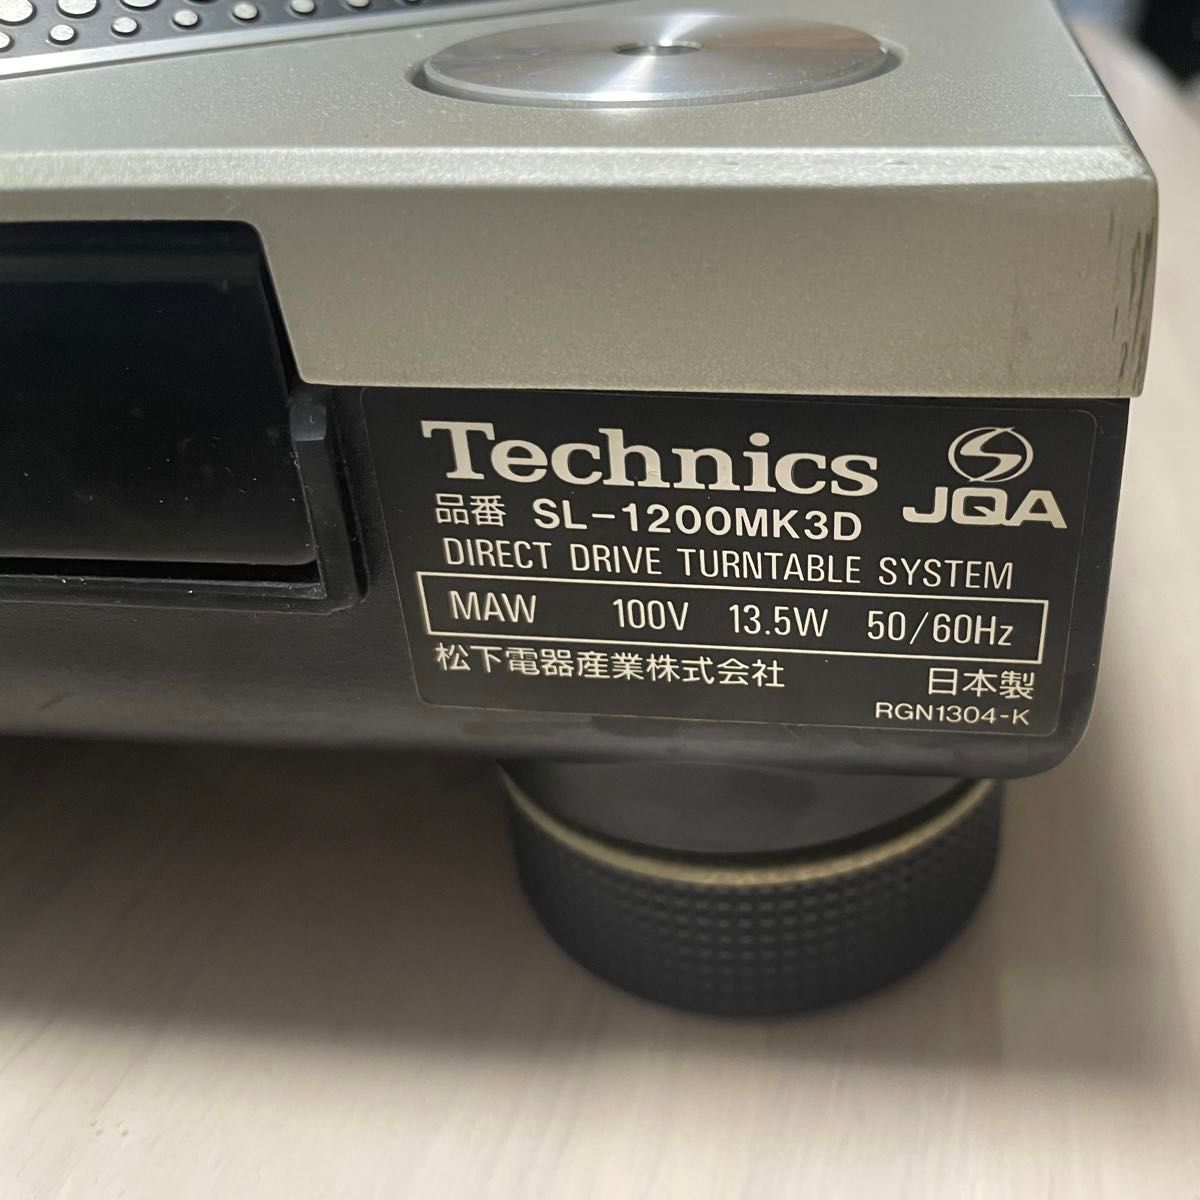 Technics
JQA
品番 SL-1200MK3D
DIRECT DRIVE TURNTABLE SYSTEM
MAW 100V 13.5W 50/60Hz
松下電器産業株式会社 日本製
RGN1304-K